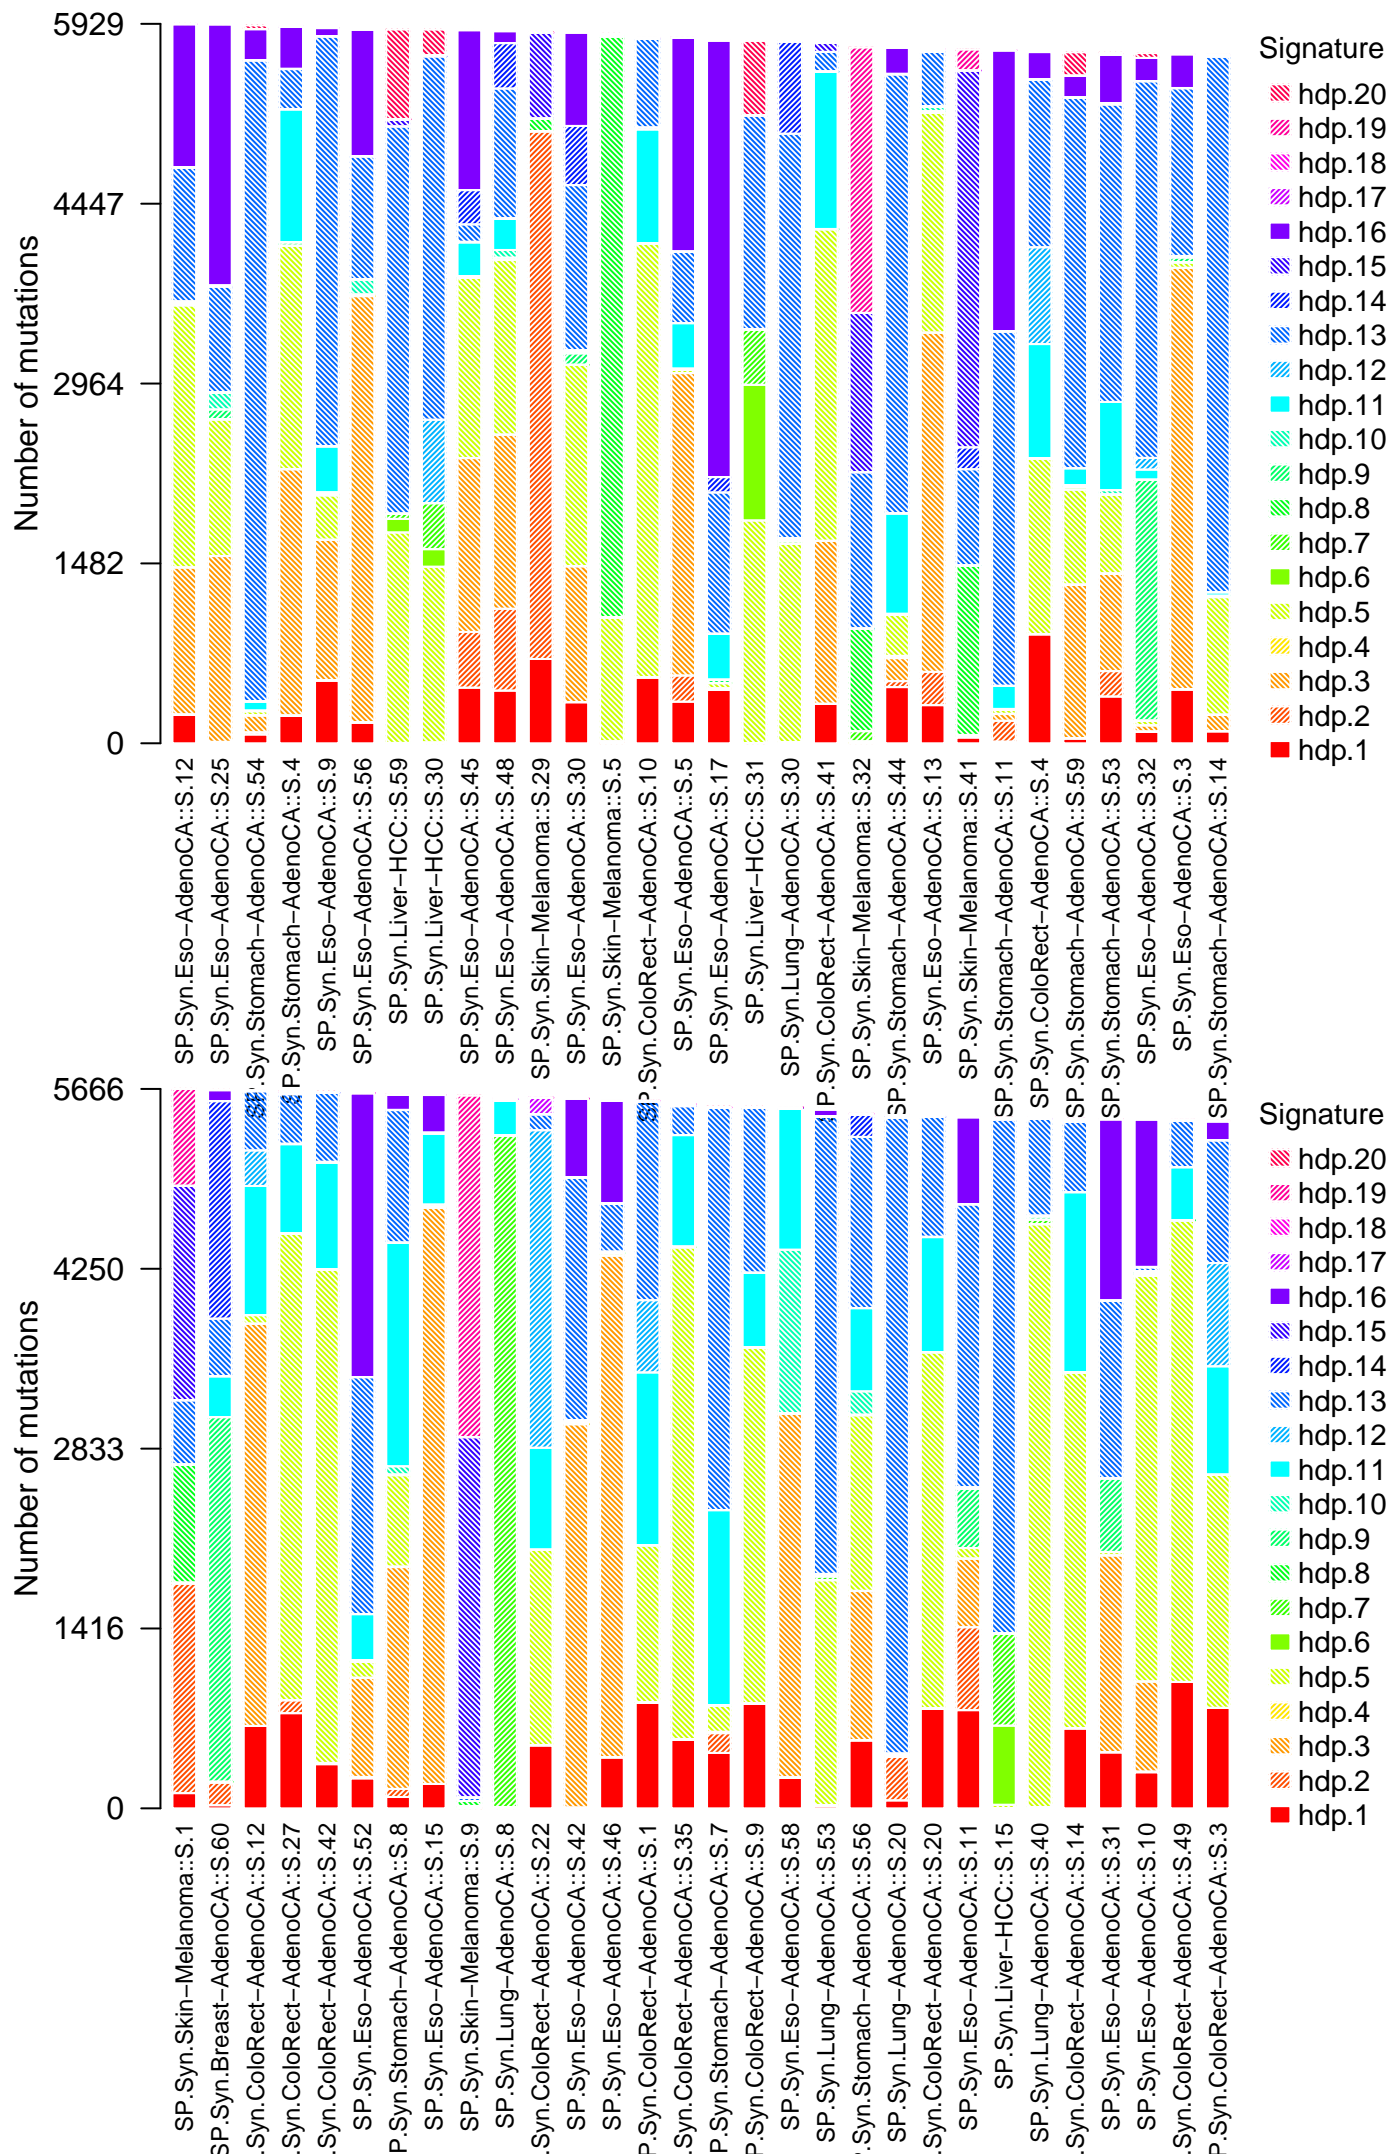 Number of mutations
5929
4447
2964
1482
0
SP.Syn.Eso−AdenoCA::S.12
SP.Syn.Eso−AdenoCA::S.25
SP.Syn.Stomach−AdenoCA::S.54
SP.Syn.Stomach−AdenoCA::S.4
SP.Syn.Eso−AdenoCA::S.9
SP.Syn.Eso−AdenoCA::S.56
SP.Syn.Liver−HCC::S.59
SP.Syn.Liver−HCC::S.30
SP.Syn.Eso−AdenoCA::S.45
SP.Syn.Eso−AdenoCA::S.48
SP.Syn.Skin−Melanoma::S.29
SP.Syn.Eso−AdenoCA::S.30
SP.Syn.Skin−Melanoma::S.5
SP.Syn.ColoRect−AdenoCA::S.10
SP.Syn.Eso−AdenoCA::S.5
SP.Syn.Eso−AdenoCA::S.17
SP.Syn.Liver−HCC::S.31
SP.Syn.Lung−AdenoCA::S.30
SP.Syn.ColoRect−AdenoCA::S.41
SP.Syn.Skin−Melanoma::S.32
SP.Syn.Stomach−AdenoCA::S.44
SP.Syn.Eso−AdenoCA::S.13
SP.Syn.Skin−Melanoma::S.41
SP.Syn.Stomach−AdenoCA::S.11
SP.Syn.ColoRect−AdenoCA::S.4
SP.Syn.Stomach−AdenoCA::S.59
SP.Syn.Stomach−AdenoCA::S.53
SP.Syn.Eso−AdenoCA::S.32
SP.Syn.Eso−AdenoCA::S.3
SP.Syn.Stomach−AdenoCA::S.14
Signature
hdp.20
hdp.19
hdp.18
hdp.17
hdp.16
hdp.15
hdp.14
hdp.13
hdp.12
hdp.11
hdp.10
hdp.9
hdp.8
hdp.7
hdp.6
hdp.5
hdp.4
hdp.3
hdp.2
hdp.1
Number of mutations
5666
4250
2833
1416
0
SP.Syn.Skin−Melanoma::S.1
SP.Syn.Breast−AdenoCA::S.60
.Syn.ColoRect−AdenoCA::S.12
.Syn.ColoRect−AdenoCA::S.27
.Syn.ColoRect−AdenoCA::S.42
SP.Syn.Eso−AdenoCA::S.52
P.Syn.Stomach−AdenoCA::S.8
SP.Syn.Eso−AdenoCA::S.15
SP.Syn.Skin−Melanoma::S.9
SP.Syn.Lung−AdenoCA::S.8
.Syn.ColoRect−AdenoCA::S.22
SP.Syn.Eso−AdenoCA::S.42
SP.Syn.Eso−AdenoCA::S.46
P.Syn.ColoRect−AdenoCA::S.1
.Syn.ColoRect−AdenoCA::S.35
P.Syn.Stomach−AdenoCA::S.7
P.Syn.ColoRect−AdenoCA::S.9
SP.Syn.Eso−AdenoCA::S.58
SP.Syn.Lung−AdenoCA::S.53
.Syn.Stomach−AdenoCA::S.56
SP.Syn.Lung−AdenoCA::S.20
.Syn.ColoRect−AdenoCA::S.20
SP.Syn.Eso−AdenoCA::S.11
SP.Syn.Liver−HCC::S.15
SP.Syn.Lung−AdenoCA::S.40
.Syn.ColoRect−AdenoCA::S.14
SP.Syn.Eso−AdenoCA::S.31
SP.Syn.Eso−AdenoCA::S.10
.Syn.ColoRect−AdenoCA::S.49
P.Syn.ColoRect−AdenoCA::S.3
Signature
hdp.20
hdp.19
hdp.18
hdp.17
hdp.16
hdp.15
hdp.14
hdp.13
hdp.12
hdp.11
hdp.10
hdp.9
hdp.8
hdp.7
hdp.6
hdp.5
hdp.4
hdp.3
hdp.2
hdp.1